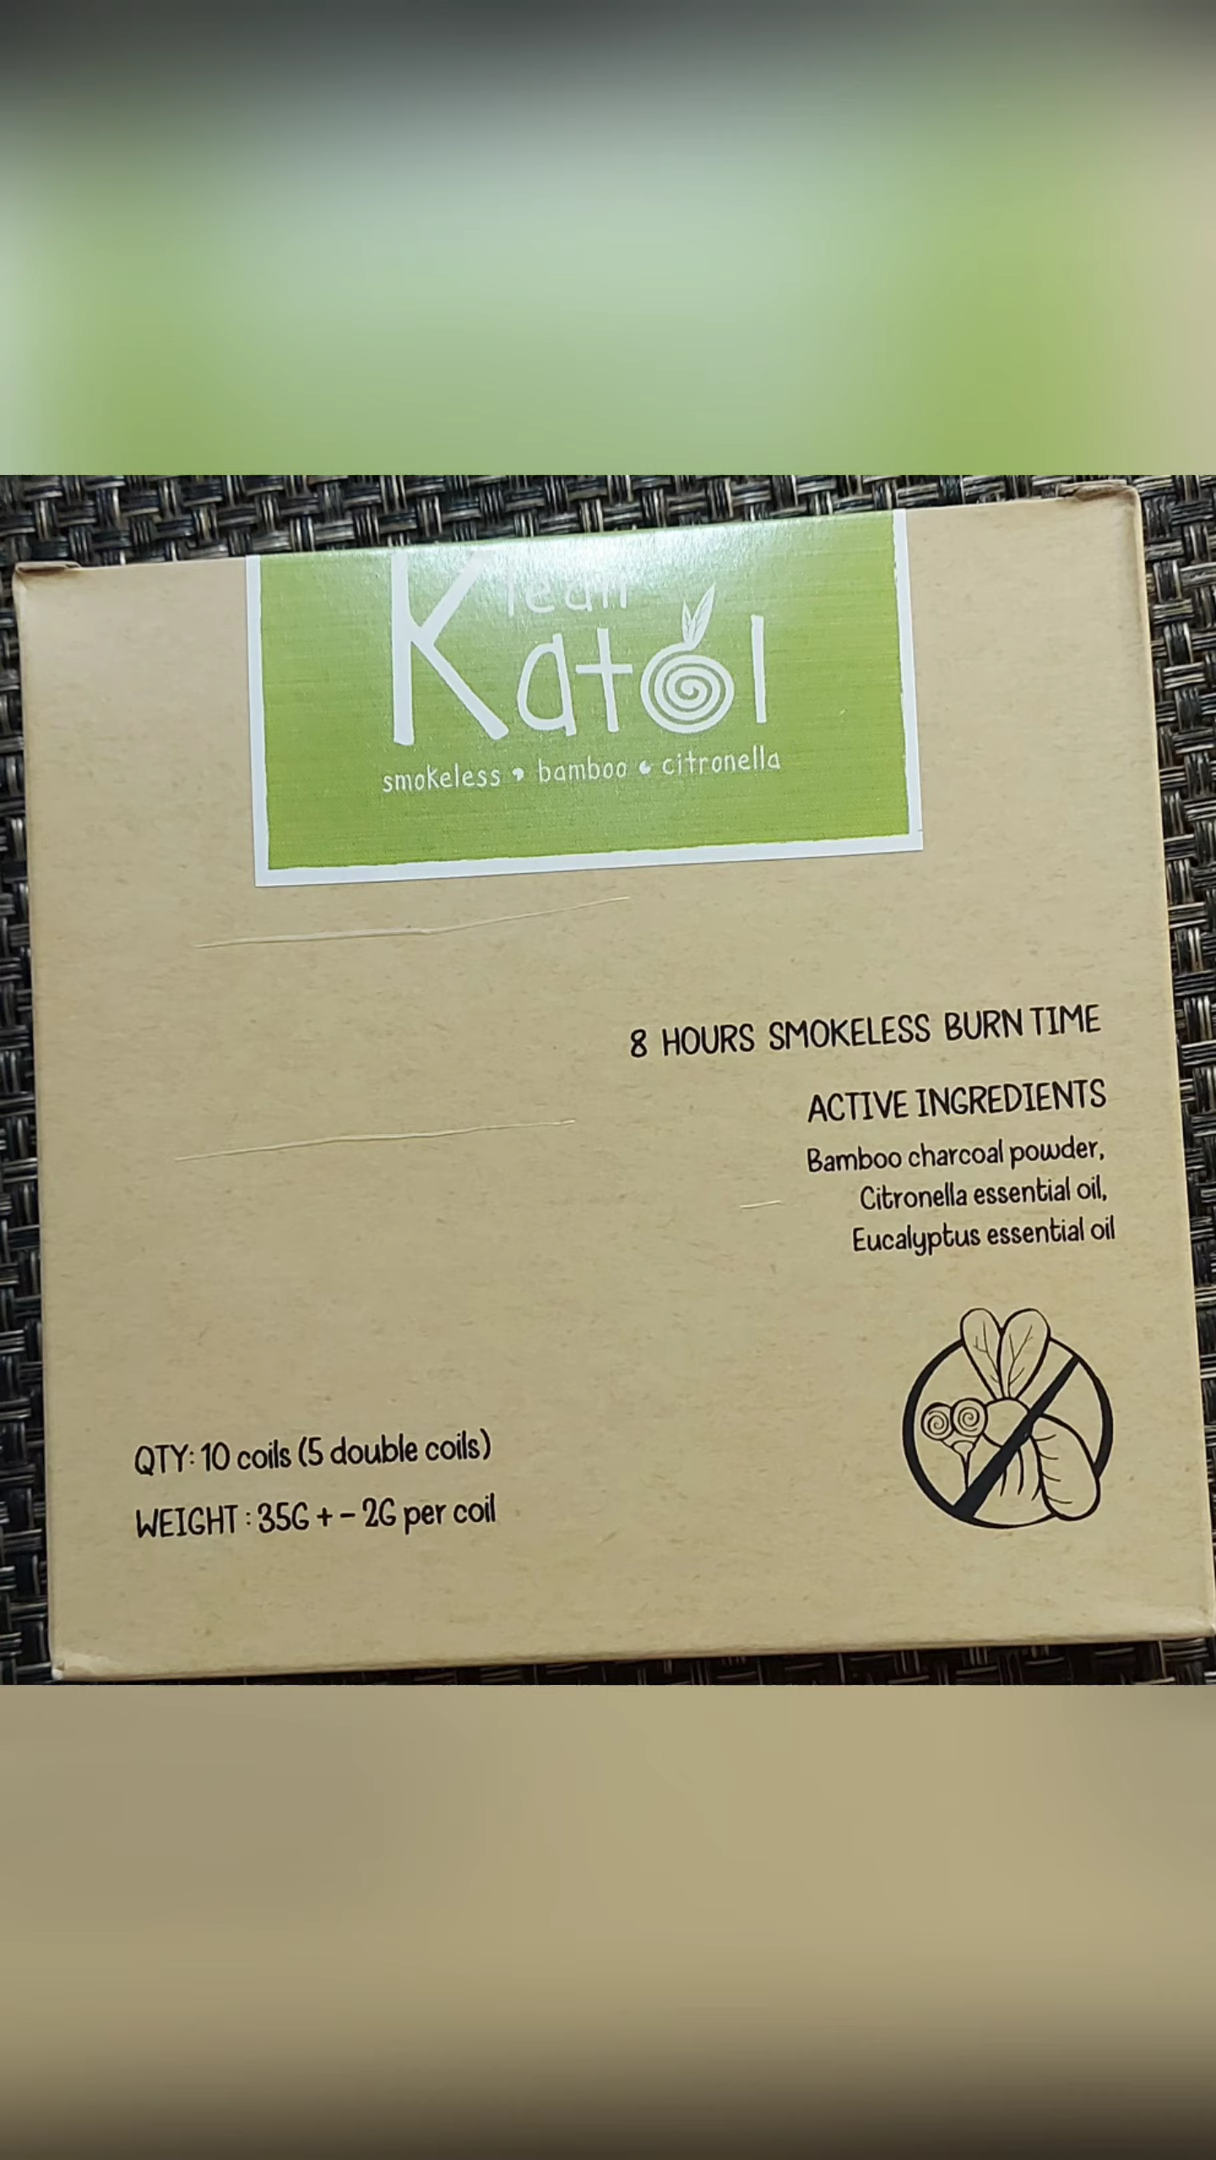 Klean
Katol
smokeless • bamboo • citronella
8 HOURS SMOKELESS BURN TIME
ACTIVE INGREDIENTS
Bamboo charcoal powder,
Citronella essential oil,
Eucalyptus essential oil
QTY: 10 coils (5 double coils)
WEIGHT : 35G + - 2G per coil